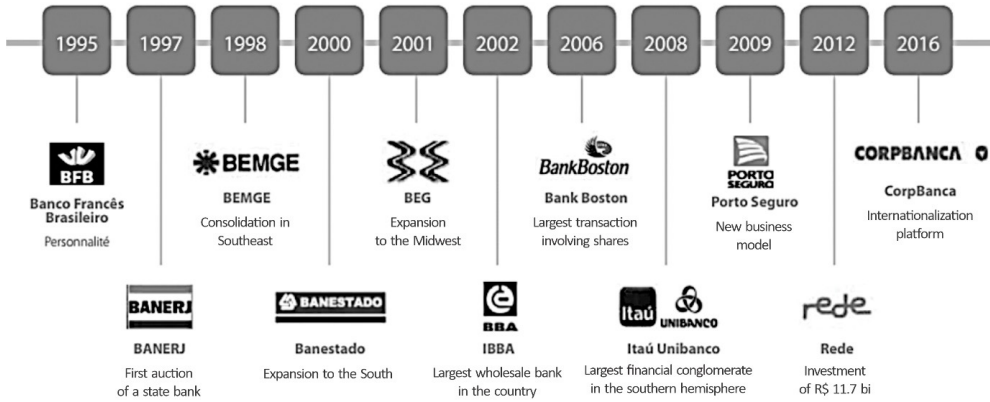 1995
1997
1998
2000
2001
2002
2006
2008
2009
2012
2016
BFB
Banco Francês
Brasileiro
Personnalité
BEMGE
BEMGE
Consolidation in
Southeast
BEG
Expansion
to the Midwest
BankBoston
Bank Boston
Largest transaction
involving shares
PORTO
SEGURO
Porto Seguro
New business
model
CORPBANCA
CorpBanca
Internationalization
platform
BANERJ
BANERJ
First auction
of a state bank
BANESTADO
Banestado
Expansion to the South
BBA
IBBA
Largest wholesale bank
in the country
Itaú
UNIBANCO
Itaú Unibanco
Largest financial conglomerate
in the southern hemisphere
rede
Rede
Investment
of R$ 11.7 bi